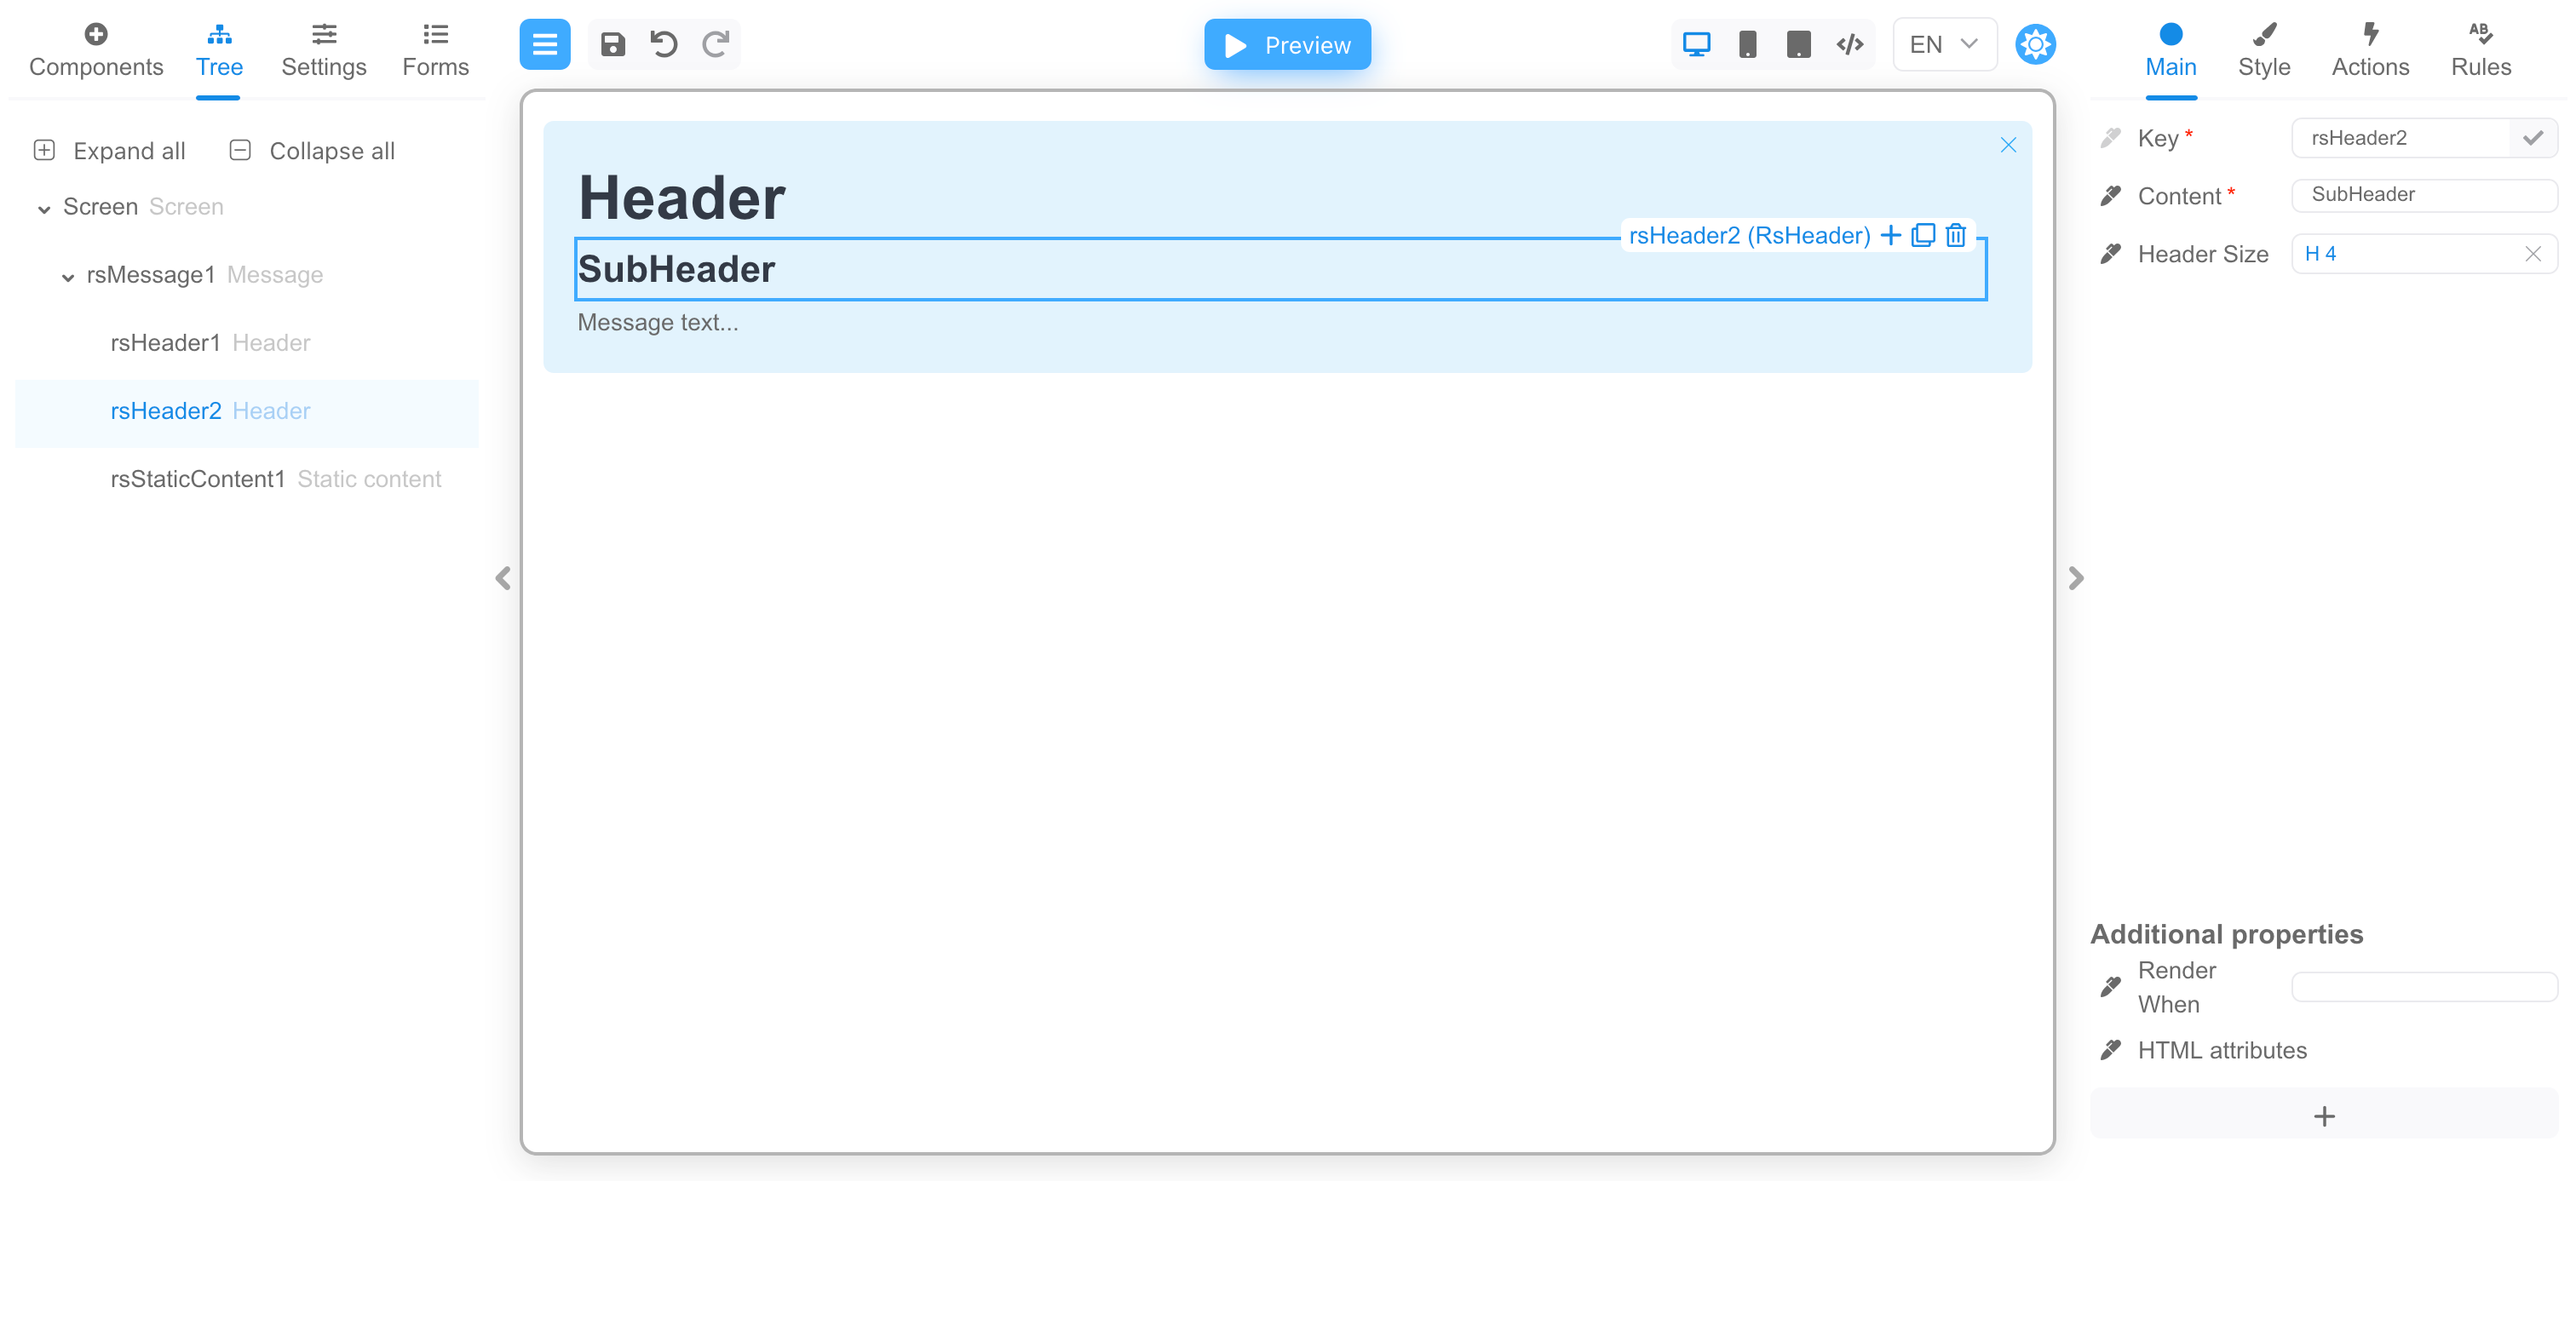 Components Tree Settings Forms
Preview
EN
Main Style Actions Rules
Expand all Collapse all
Screen Screen
rsMessage1 Message
rsHeader1 Header
rsHeader2 Header
rsStaticContent1 Static content
Header
rsHeader2 (RsHeader)
SubHeader
Message text...
Key * rsHeader2
Content * SubHeader
Header Size H 4
Additional properties
Render
When
HTML attributes